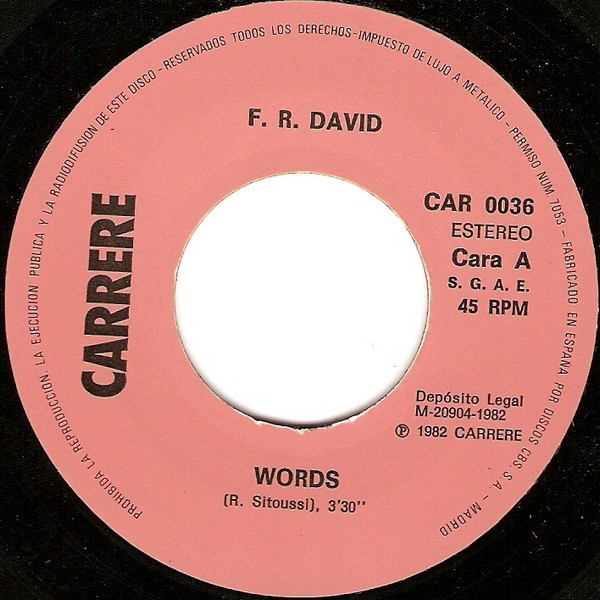 PROHIBIDA LA REPRODUCCION, LA EJECUCION PUBLICA Y LA RADIODIFUSION DE ESTE DISCO - RESERVADOS TODOS LOS DERECHOS - IMPUESTO DE LUJO A METALICO - PERMISO NUM. 7053 - FABRICADO EN ESPAÑA POR DISCOS CBS, S.A. - MADRID
F. R. DAVID
CARRERE
CAR 0036
ESTEREO
Cara A
S. G. A. E.
45 RPM
Depósito Legal
M-20904-1982
℗ 1982 CARRERE
WORDS
(R. Sitoussi), 3'30''